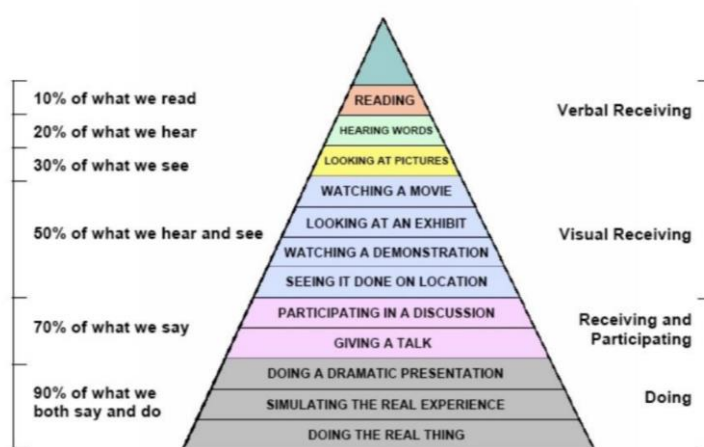 10% of what we read
READING
Verbal Receiving
20% of what we hear
HEARING WORDS
30% of what we see
LOOKING AT PICTURES
WATCHING A MOVIE
50% of what we hear and see
LOOKING AT AN EXHIBIT
Visual Receiving
WATCHING A DEMONSTRATION
SEEING IT DONE ON LOCATION
70% of what we say
PARTICIPATING IN A DISCUSSION
Receiving and
Participating
GIVING A TALK
90% of what we
both say and do
DOING A DRAMATIC PRESENTATION
Doing
SIMULATING THE REAL EXPERIENCE
DOING THE REAL THING